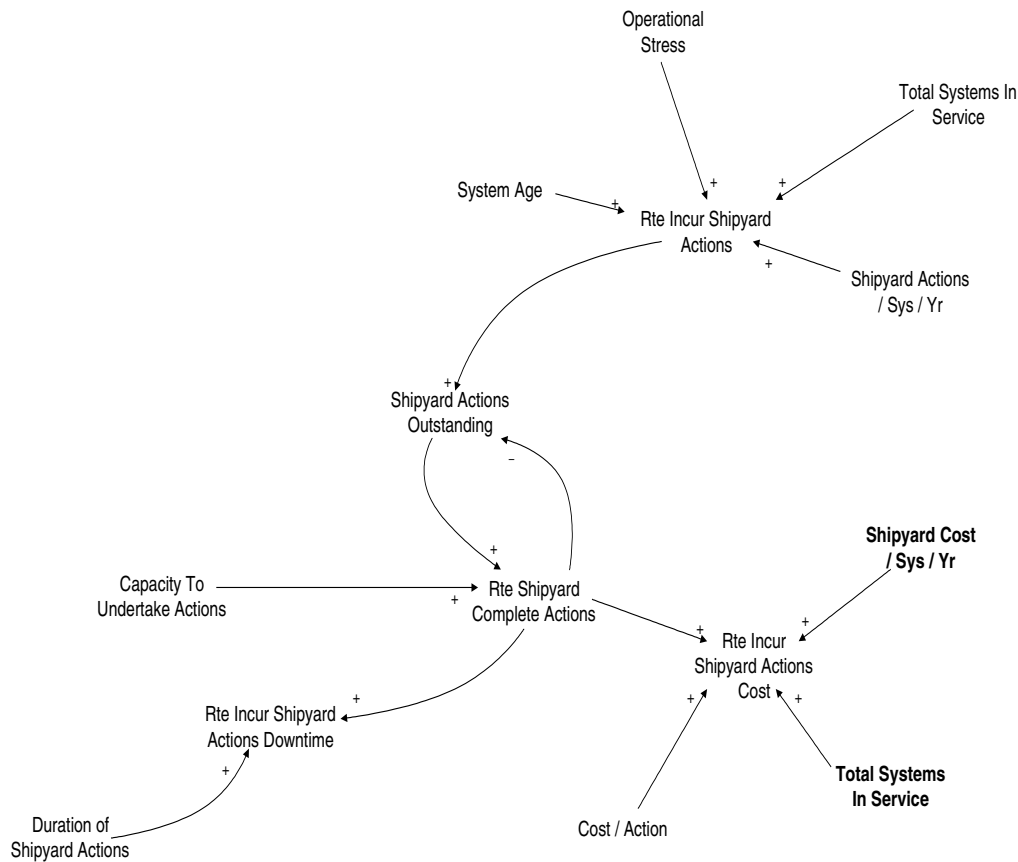 Operational
Stress
Total Systems In
Service
+
+
System Age
+
Rte Incur Shipyard
Actions
+
Shipyard Actions
/ Sys / Yr
+
Shipyard Actions
Outstanding
–
+
Shipyard Cost
/ Sys / Yr
Capacity To
Undertake Actions
+
Rte Shipyard
Complete Actions
+
+
Rte Incur
Shipyard Actions
Cost
+
+
+
Rte Incur Shipyard
Actions Downtime
+
Total Systems
In Service
Duration of
Shipyard Actions
Cost / Action